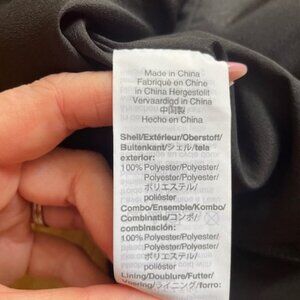 Made in China
Fabriqué en Chine
in China Hergestellt
Vervaardigd in China
中国製
Hecho en China
Shell/Extérieur/Oberstoff/
Buitenkant/シェル/tela
exterior:
100% Polyester/Polyester/
Polyester/Polyester/
ポリエステル/
poliéster
Combo/Ensemble/Kombo/
Combinatie/コンボ/
combinación:
100% Polyester/Polyester/
Polyester/Polyester/
ポリエステル/
poliéster
Lining/Doublure/Futter/
Voering/ライニング/forro: